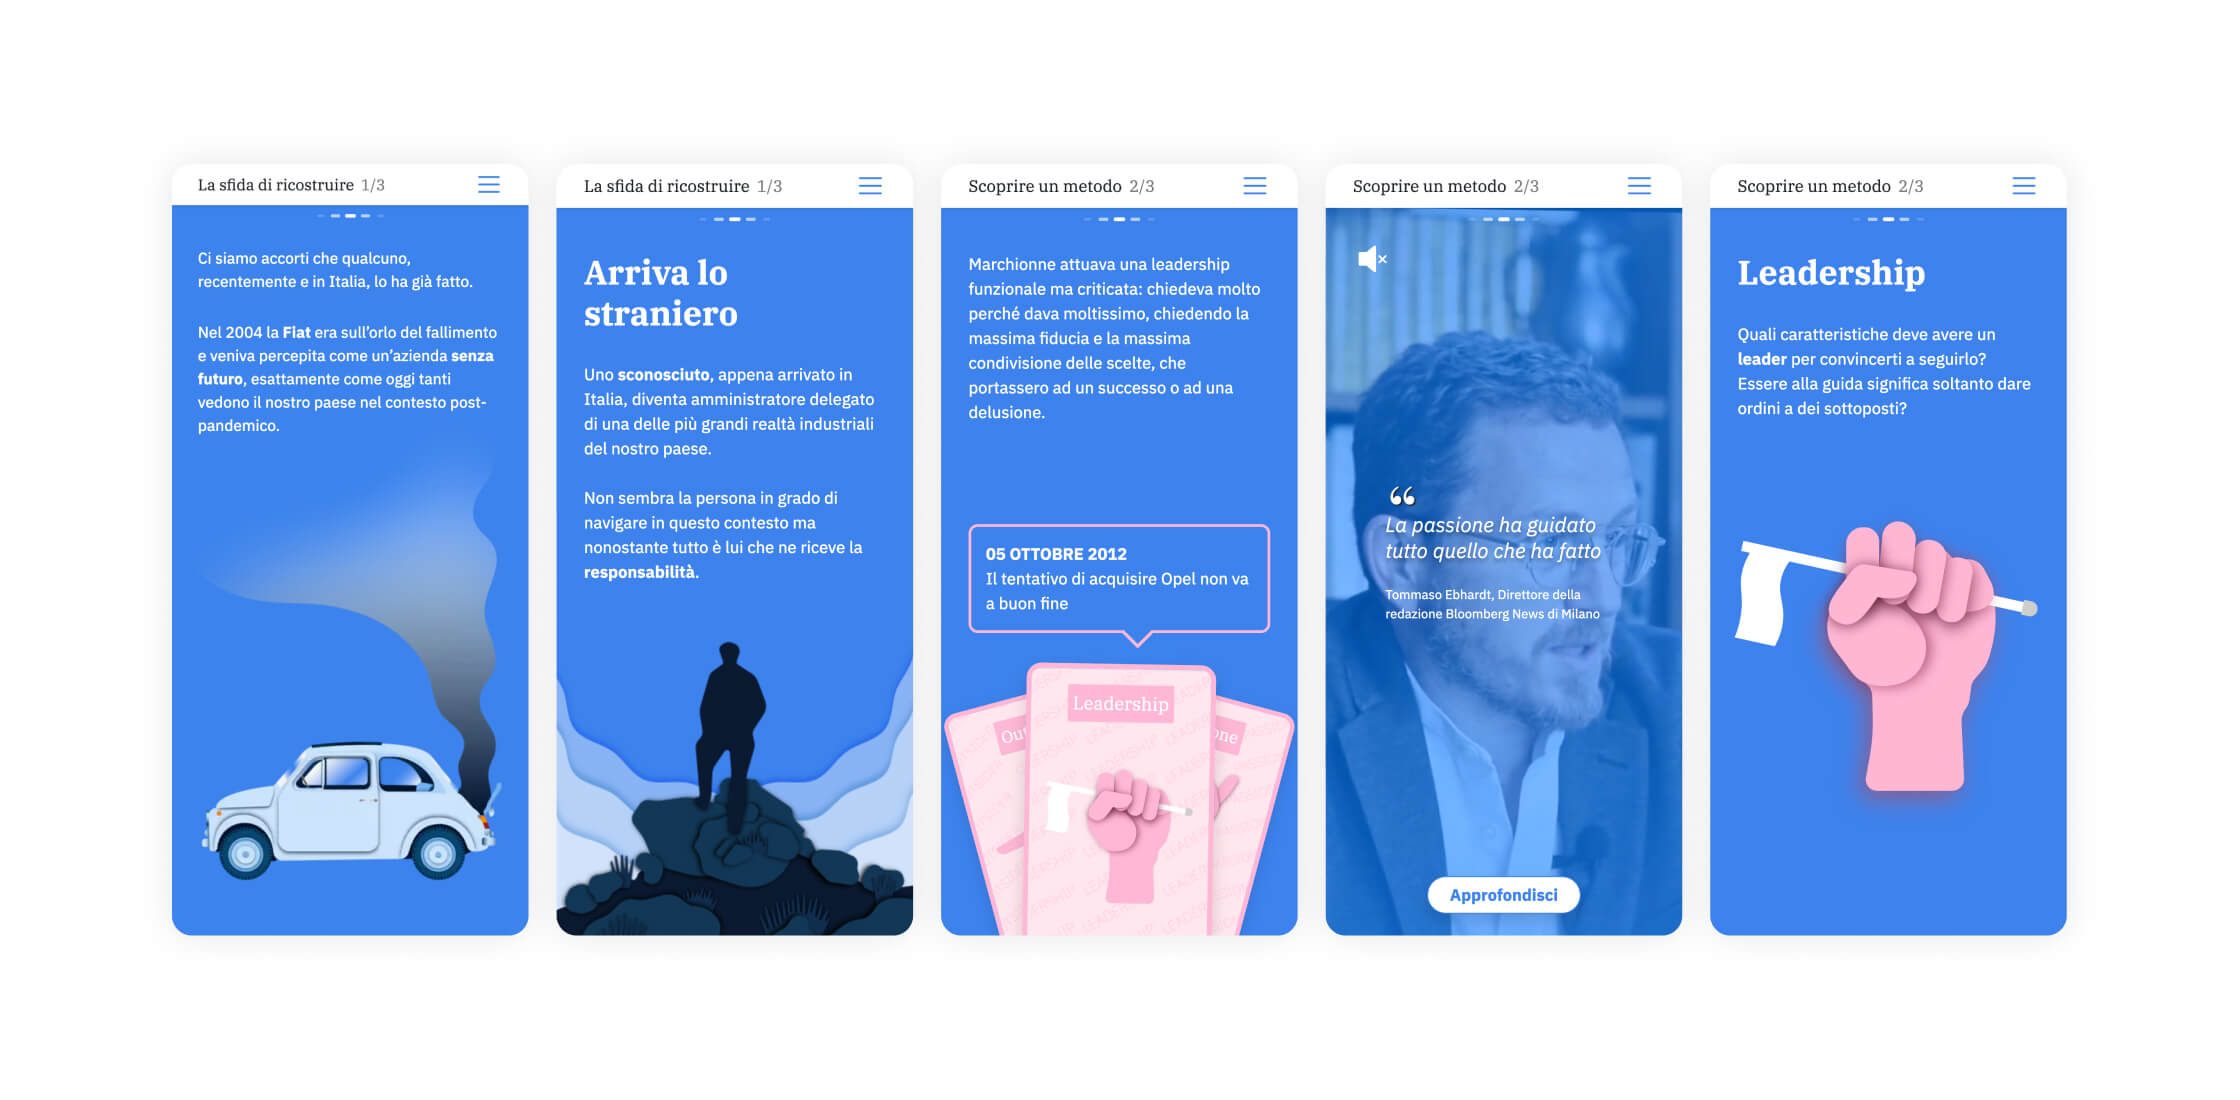 La sfida di ricostruire 1/3
Ci siamo accorti che qualcuno,
recentemente e in Italia, lo ha già fatto.
Nel 2004 la Fiat era sull’orlo del fallimento
e veniva percepita come un’azienda senza
futuro, esattamente come oggi tanti
vedono il nostro paese nel contesto post-
pandemico.
La sfida di ricostruire 1/3
Arriva lo
straniero
Uno sconosciuto, appena arrivato in
Italia, diventa amministratore delegato
di una delle più grandi realtà industriali
del nostro paese.
Non sembra la persona in grado di
navigare in questo contesto ma
nonostante tutto è lui che ne riceve la
responsabilità.
Scoprire un metodo 2/3
Marchionne attuava una leadership
funzionale ma criticata: chiedeva molto
perché dava moltissimo, chiedendo la
massima fiducia e la massima
condivisione delle scelte, che
portassero ad un successo o ad una
delusione.
05 OTTOBRE 2012
Il tentativo di acquisire Opel non va
a buon fine
Leadership
Scoprire un metodo 2/3
“
La passione ha guidato
tutto quello che ha fatto
Tommaso Ebhardt, Direttore della
redazione Bloomberg News di Milano
Approfondisci
Scoprire un metodo 2/3
Leadership
Quali caratteristiche deve avere un
leader per convincerti a seguirlo?
Essere alla guida significa soltanto dare
ordini a dei sottoposti?